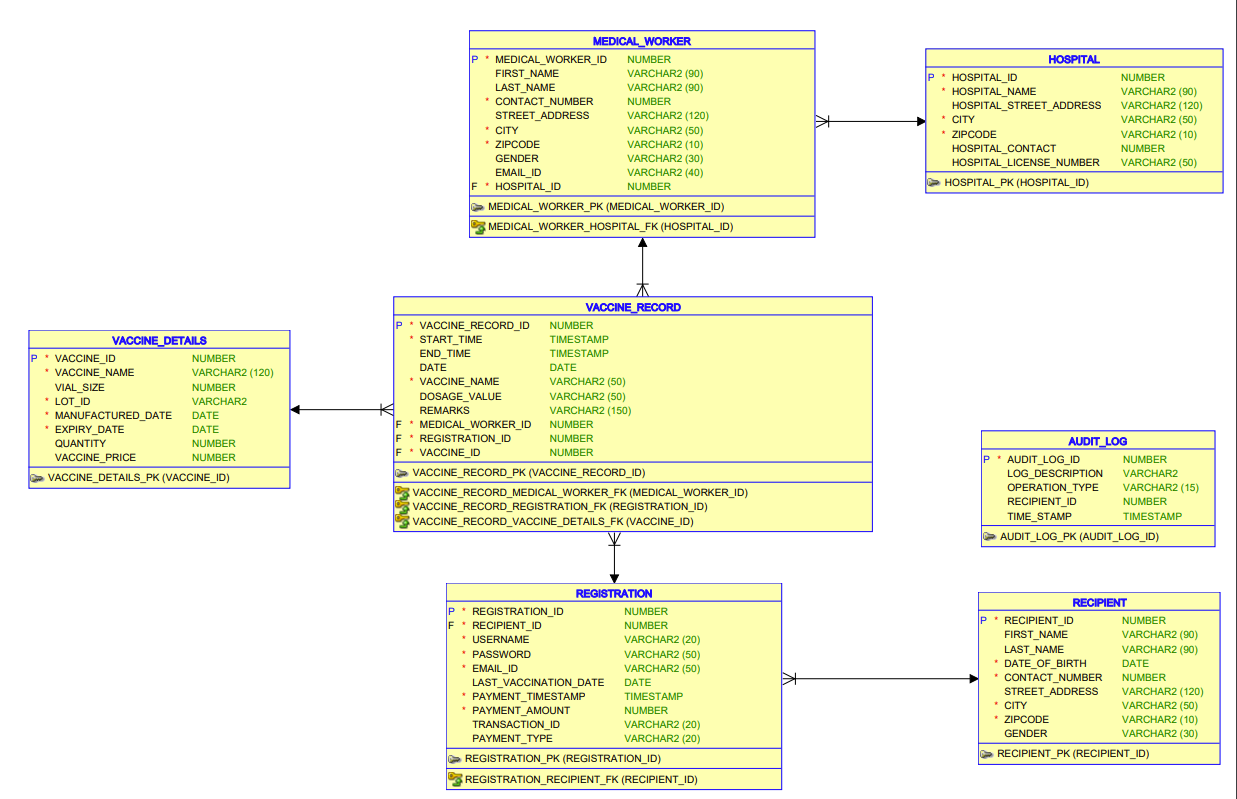 MEDICAL_WORKER
P * MEDICAL_WORKER_ID NUMBER
FIRST_NAME VARCHAR2 (90)
LAST_NAME VARCHAR2 (90)
* CONTACT_NUMBER NUMBER
STREET_ADDRESS VARCHAR2 (120)
* CITY VARCHAR2 (50)
* ZIPCODE VARCHAR2 (10)
GENDER VARCHAR2 (30)
EMAIL_ID VARCHAR2 (40)
F * HOSPITAL_ID NUMBER
MEDICAL_WORKER_PK (MEDICAL_WORKER_ID)
MEDICAL_WORKER_HOSPITAL_FK (HOSPITAL_ID)
HOSPITAL
P * HOSPITAL_ID NUMBER
* HOSPITAL_NAME VARCHAR2 (90)
HOSPITAL_STREET_ADDRESS VARCHAR2 (120)
* CITY VARCHAR2 (50)
* ZIPCODE VARCHAR2 (10)
HOSPITAL_CONTACT NUMBER
HOSPITAL_LICENSE_NUMBER VARCHAR2 (50)
HOSPITAL_PK (HOSPITAL_ID)
VACCINE_DETAILS
P * VACCINE_ID NUMBER
* VACCINE_NAME VARCHAR2 (120)
VIAL_SIZE NUMBER
* LOT_ID VARCHAR2
* MANUFACTURED_DATE DATE
* EXPIRY_DATE DATE
QUANTITY NUMBER
VACCINE_PRICE NUMBER
VACCINE_DETAILS_PK (VACCINE_ID)
VACCINE_RECORD
P * VACCINE_RECORD_ID NUMBER
* START_TIME TIMESTAMP
END_TIME TIMESTAMP
DATE DATE
* VACCINE_NAME VARCHAR2 (50)
DOSAGE_VALUE VARCHAR2 (50)
REMARKS VARCHAR2 (150)
F * MEDICAL_WORKER_ID NUMBER
F * REGISTRATION_ID NUMBER
F * VACCINE_ID NUMBER
VACCINE_RECORD_PK (VACCINE_RECORD_ID)
VACCINE_RECORD_MEDICAL_WORKER_FK (MEDICAL_WORKER_ID)
VACCINE_RECORD_REGISTRATION_FK (REGISTRATION_ID)
VACCINE_RECORD_VACCINE_DETAILS_FK (VACCINE_ID)
AUDIT_LOG
P * AUDIT_LOG_ID NUMBER
LOG_DESCRIPTION VARCHAR2
OPERATION_TYPE VARCHAR2 (15)
RECIPIENT_ID NUMBER
TIME_STAMP TIMESTAMP
AUDIT_LOG_PK (AUDIT_LOG_ID)
REGISTRATION
P * REGISTRATION_ID NUMBER
F * RECIPIENT_ID NUMBER
* USERNAME VARCHAR2 (20)
* PASSWORD VARCHAR2 (50)
* EMAIL_ID VARCHAR2 (50)
LAST_VACCINATION_DATE DATE
* PAYMENT_TIMESTAMP TIMESTAMP
* PAYMENT_AMOUNT NUMBER
TRANSACTION_ID VARCHAR2 (20)
PAYMENT_TYPE VARCHAR2 (20)
REGISTRATION_PK (REGISTRATION_ID)
REGISTRATION_RECIPIENT_FK (RECIPIENT_ID)
RECIPIENT
P * RECIPIENT_ID NUMBER
FIRST_NAME VARCHAR2 (90)
LAST_NAME VARCHAR2 (90)
* DATE_OF_BIRTH DATE
* CONTACT_NUMBER NUMBER
STREET_ADDRESS VARCHAR2 (120)
* CITY VARCHAR2 (50)
* ZIPCODE VARCHAR2 (10)
GENDER VARCHAR2 (30)
RECIPIENT_PK (RECIPIENT_ID)